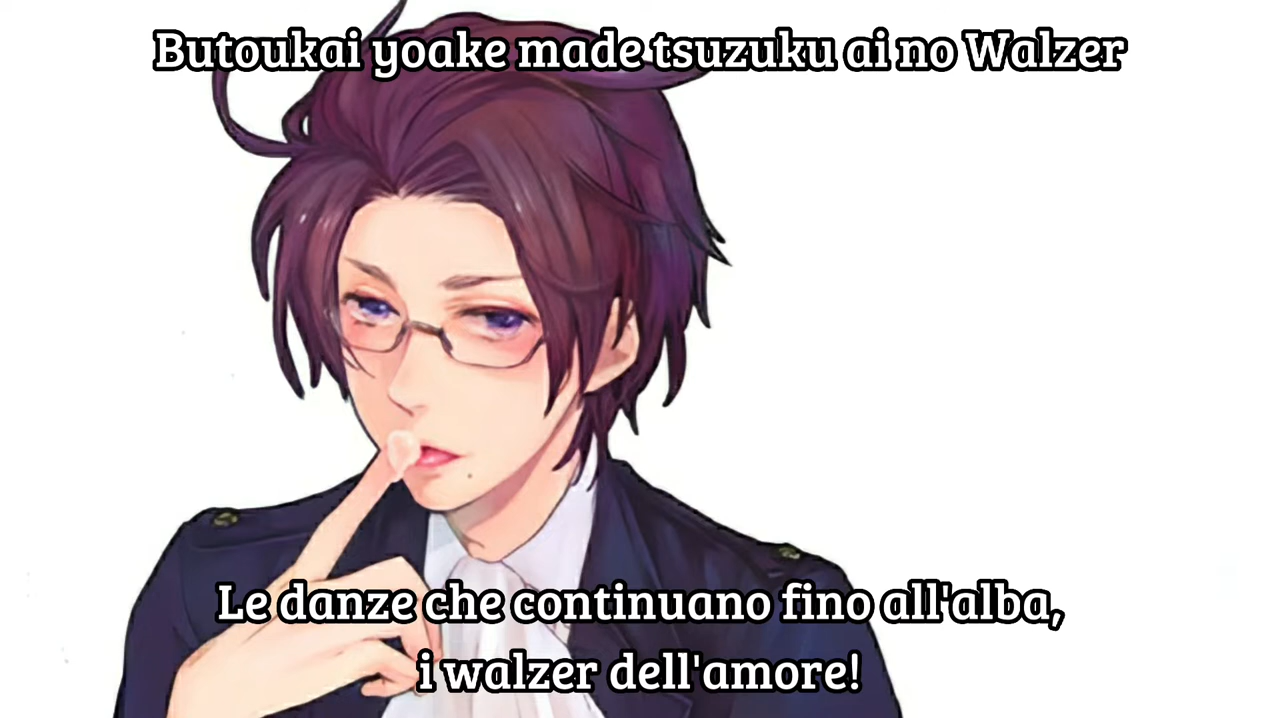 Butoukai yoake made tsuzuku ai no Walzer
Le danze che continuano fino all'alba,
i walzer dell'amore!